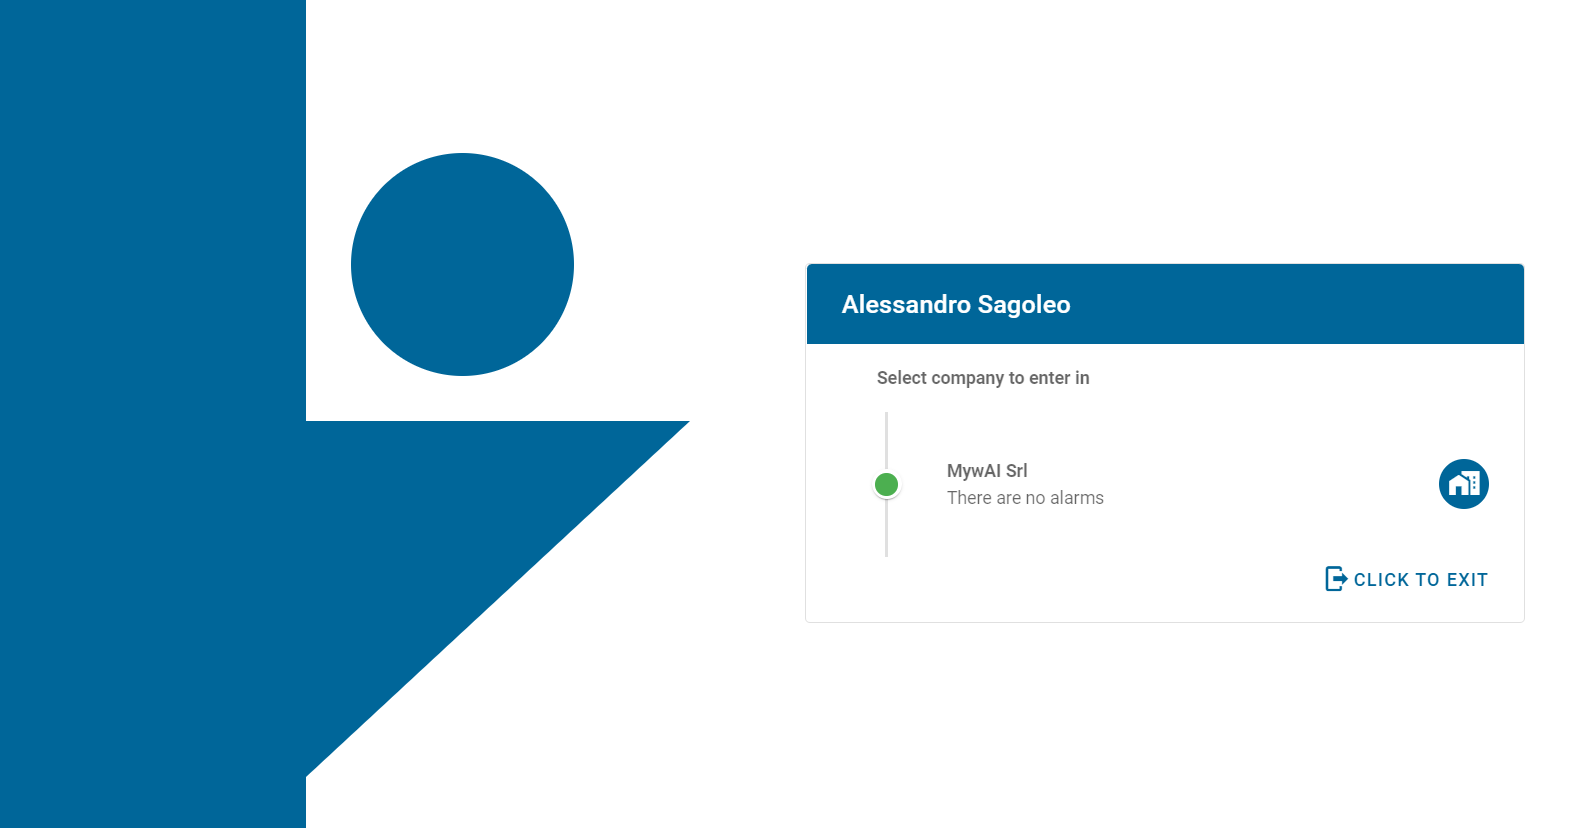 Alessandro Sagoleo
Select company to enter in
MywAI Srl
There are no alarms
CLICK TO EXIT